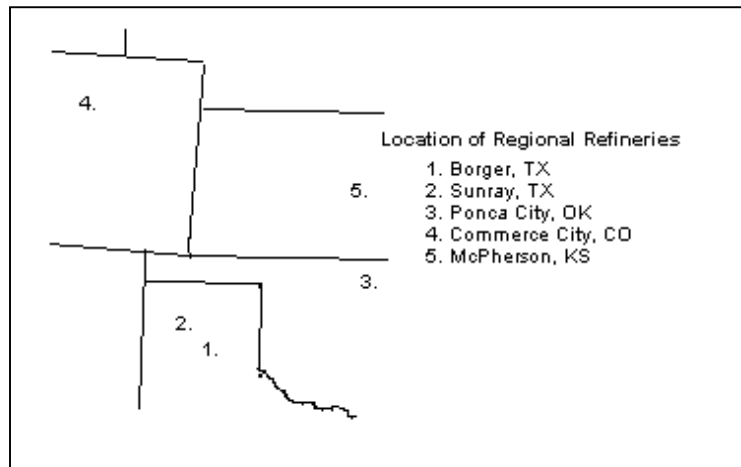 4.
Location of Regional Refineries
1. Borger, TX
2. Sunray, TX
3. Ponca City, OK
4. Commerce City, CO
5. McPherson, KS
5.
3.
2.
1.